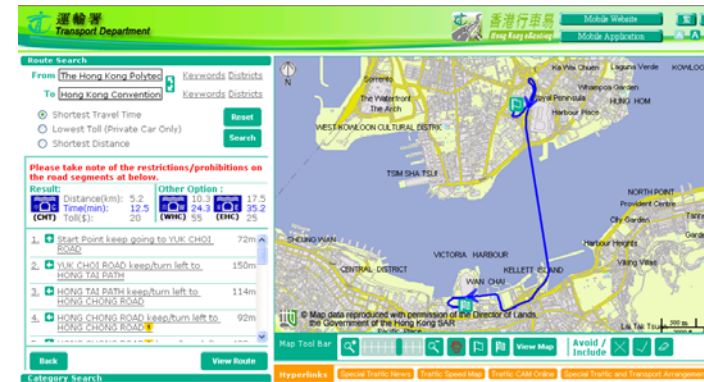 運輸署
Transport Department
香港行車易
Hong Kong eRouting
Mobile Website
Mobile Application
繁
A A
Route Search
From The Hong Kong Polytec Keywords Districts
To Hong Kong Convention Keywords Districts
Shortest Travel Time
Lowest Toll (Private Car Only)
Shortest Distance
Reset
Search
Please take note of the restrictions/prohibitions on
the road segments at below.
Result: Other Option :
Distance(km): 5.2 10.3 17.5
Time(min): 12.5 24.3 35.2
(CHT) Toll($): 20 (WHC) 55 (EHC) 25
1. Start Point keep going to YUK CHOI ROAD 72m
2. YUK CHOI ROAD keep/turn left to 150m
HONG TAI PATH
3. HONG TAI PATH keep/turn left to 114m
HONG CHONG ROAD
4. HONG CHONG ROAD keep/turn left to 92m
HONG CHONG ROAD
Back
View Route
Category Search
N
Sorrento
The Waterfront
The Arch
WEST KOWLOON CULTURAL DISTRIC
TSIM SHA TSUI
Ka Wai Chuen
Laguna Verde
KOWLOO
Whampoa Garden
Royal Peninsula
HUNG HOM
Harbour Place
NORTH POINT
Provident Centre
City Garden
Harbour Heights
Viking Villas
SHEUNG WAN
VICTORIA HARBOUR
CENTRAL DISTRICT
KELLETT ISLAND
WAN CHAI
Lai Tak Tsuen
500 m
© Map data reproduced with permission of the Director of Lands,
the Government of the Hong Kong SAR
Pacific Place
Map Tool Bar
View Map
Avoid /
Include
Hyperlinks
Special Traffic News
Traffic Speed Map
Traffic CAM Online
Special Traffic and Transport Arrangement